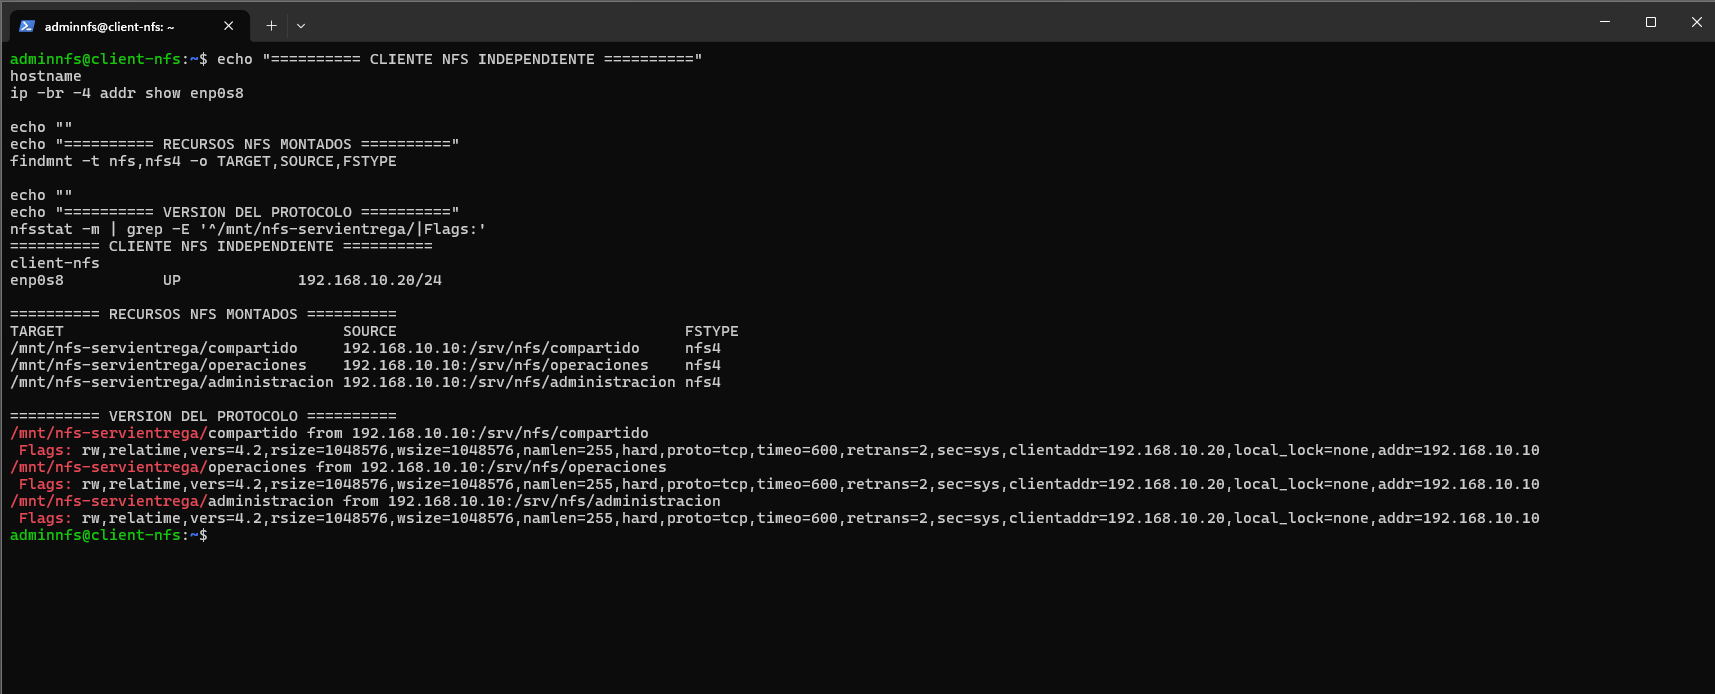 adminnfs@client-nfs: ~
adminnfs@client-nfs:~$ echo "========== CLIENTE NFS INDEPENDIENTE =========="
hostname
ip -br -4 addr show enp0s8
echo ""
echo "========== RECURSOS NFS MONTADOS =========="
findmnt -t nfs,nfs4 -o TARGET,SOURCE,FSTYPE
echo ""
echo "========== VERSION DEL PROTOCOLO =========="
nfsstat -m | grep -E '^/mnt/nfs-servientrega/|Flags:'
========== CLIENTE NFS INDEPENDIENTE ==========
client-nfs
enp0s8           UP             192.168.10.20/24
========== RECURSOS NFS MONTADOS ==========
TARGET                               SOURCE                                FSTYPE
/mnt/nfs-servientrega/compartido     192.168.10.10:/srv/nfs/compartido     nfs4
/mnt/nfs-servientrega/operaciones    192.168.10.10:/srv/nfs/operaciones    nfs4
/mnt/nfs-servientrega/administracion 192.168.10.10:/srv/nfs/administracion nfs4
========== VERSION DEL PROTOCOLO ==========
/mnt/nfs-servientrega/compartido from 192.168.10.10:/srv/nfs/compartido
 Flags: rw,relatime,vers=4.2,rsize=1048576,wsize=1048576,namlen=255,hard,proto=tcp,timeo=600,retrans=2,sec=sys,clientaddr=192.168.10.20,local_lock=none,addr=192.168.10.10
/mnt/nfs-servientrega/operaciones from 192.168.10.10:/srv/nfs/operaciones
 Flags: rw,relatime,vers=4.2,rsize=1048576,wsize=1048576,namlen=255,hard,proto=tcp,timeo=600,retrans=2,sec=sys,clientaddr=192.168.10.20,local_lock=none,addr=192.168.10.10
/mnt/nfs-servientrega/administracion from 192.168.10.10:/srv/nfs/administracion
 Flags: rw,relatime,vers=4.2,rsize=1048576,wsize=1048576,namlen=255,hard,proto=tcp,timeo=600,retrans=2,sec=sys,clientaddr=192.168.10.20,local_lock=none,addr=192.168.10.10
adminnfs@client-nfs:~$